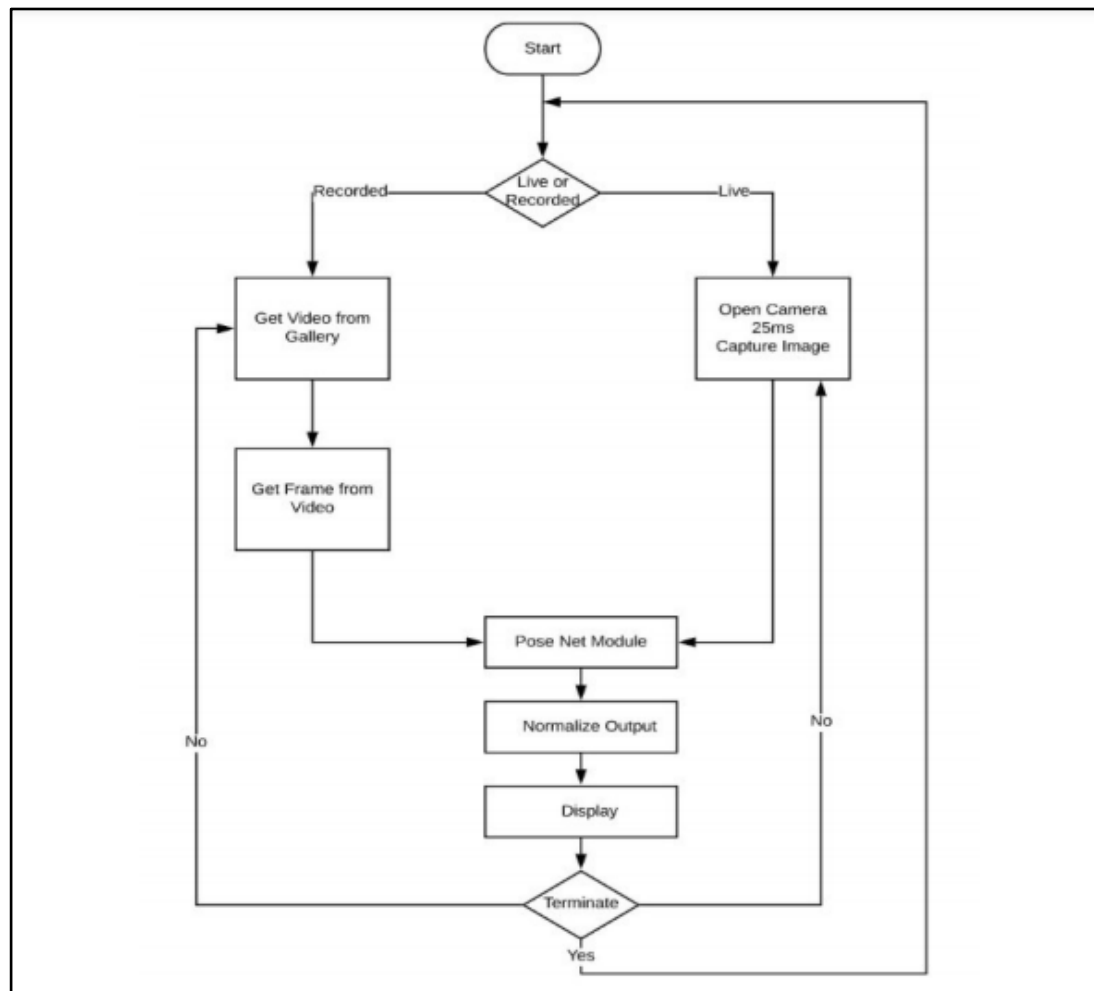 Start
Live or
Recorded
Recorded
Live
Get Video from
Gallery
Open Camera
25ms
Capture Image
Get Frame from
Video
Pose Net Module
Normalize Output
No
No
Display
Terminate
Yes